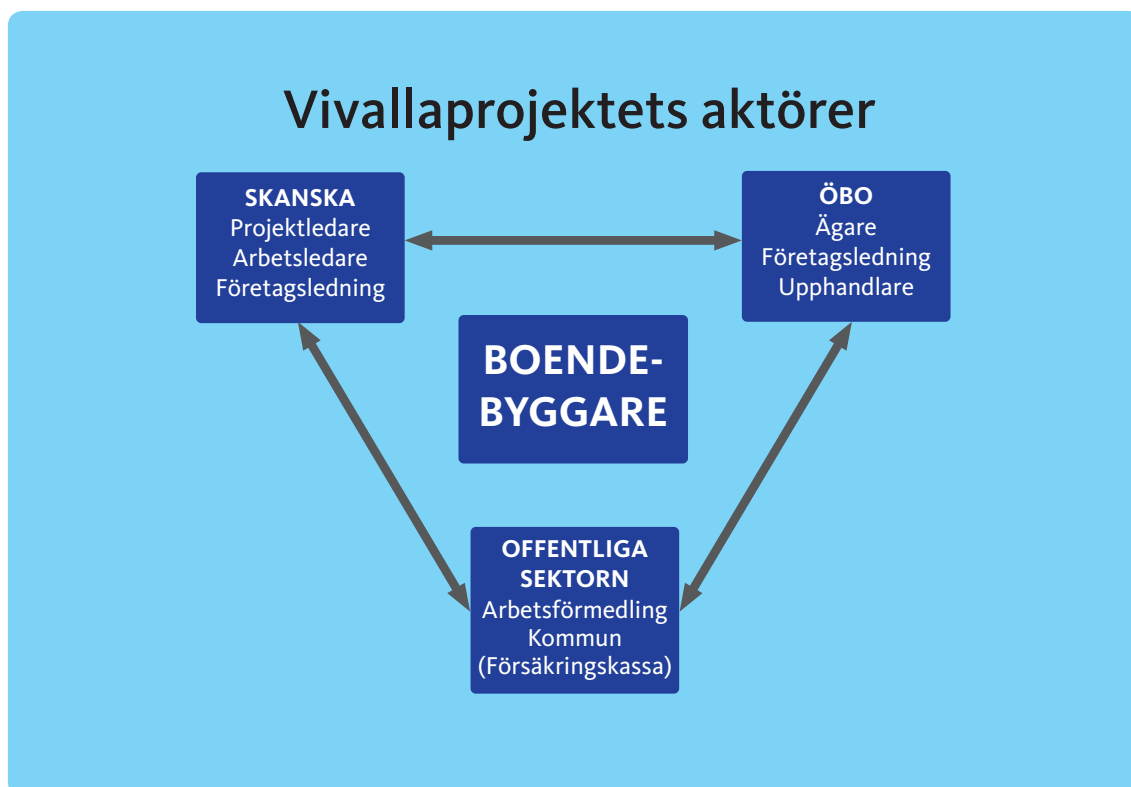 Vivallaprojektets aktörer
SKANSKA
Projektledare
Arbetsledare
Företagsledning
ÖBO
Ägare
Företagsledning
Upphandlare
BOENDE-
BYGGARE
OFFENTLIGA
SEKTORN
Arbetsförmedling
Kommun
(Försäkringskassa)